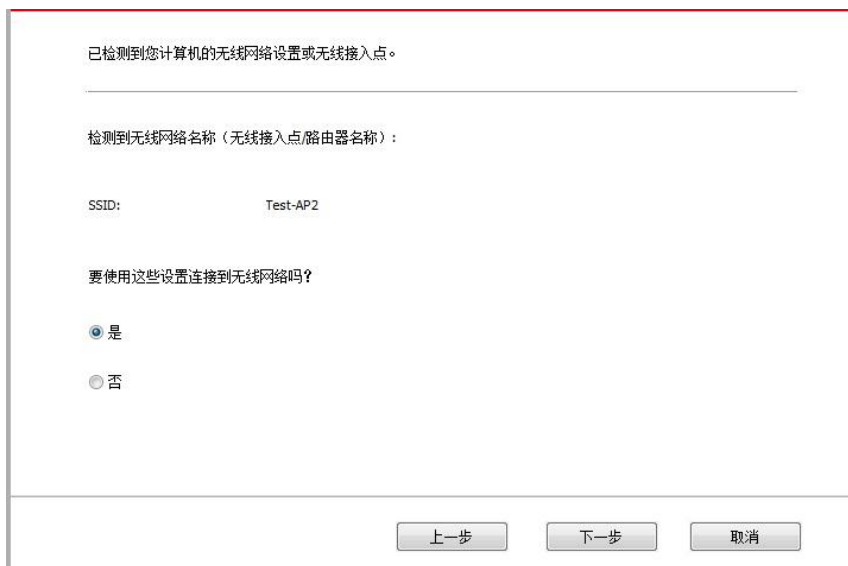 已检测到您计算机的无线网络设置或无线接入点。
检测到无线网络名称（无线接入点/路由器名称）：
SSID: Test-AP2
要使用这些设置连接到无线网络吗？
是
否
上一步 下一步 取消